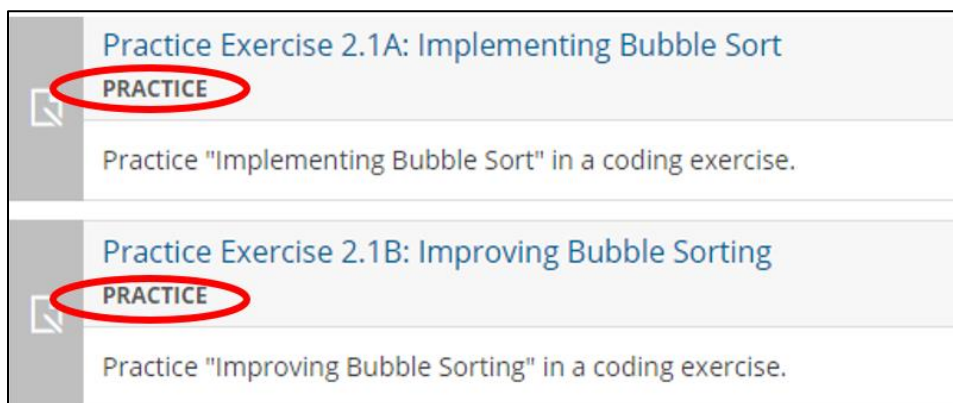 Practice Exercise 2.1A: Implementing Bubble Sort
PRACTICE
Practice "Implementing Bubble Sort" in a coding exercise.
Practice Exercise 2.1B: Improving Bubble Sorting
PRACTICE
Practice "Improving Bubble Sorting" in a coding exercise.